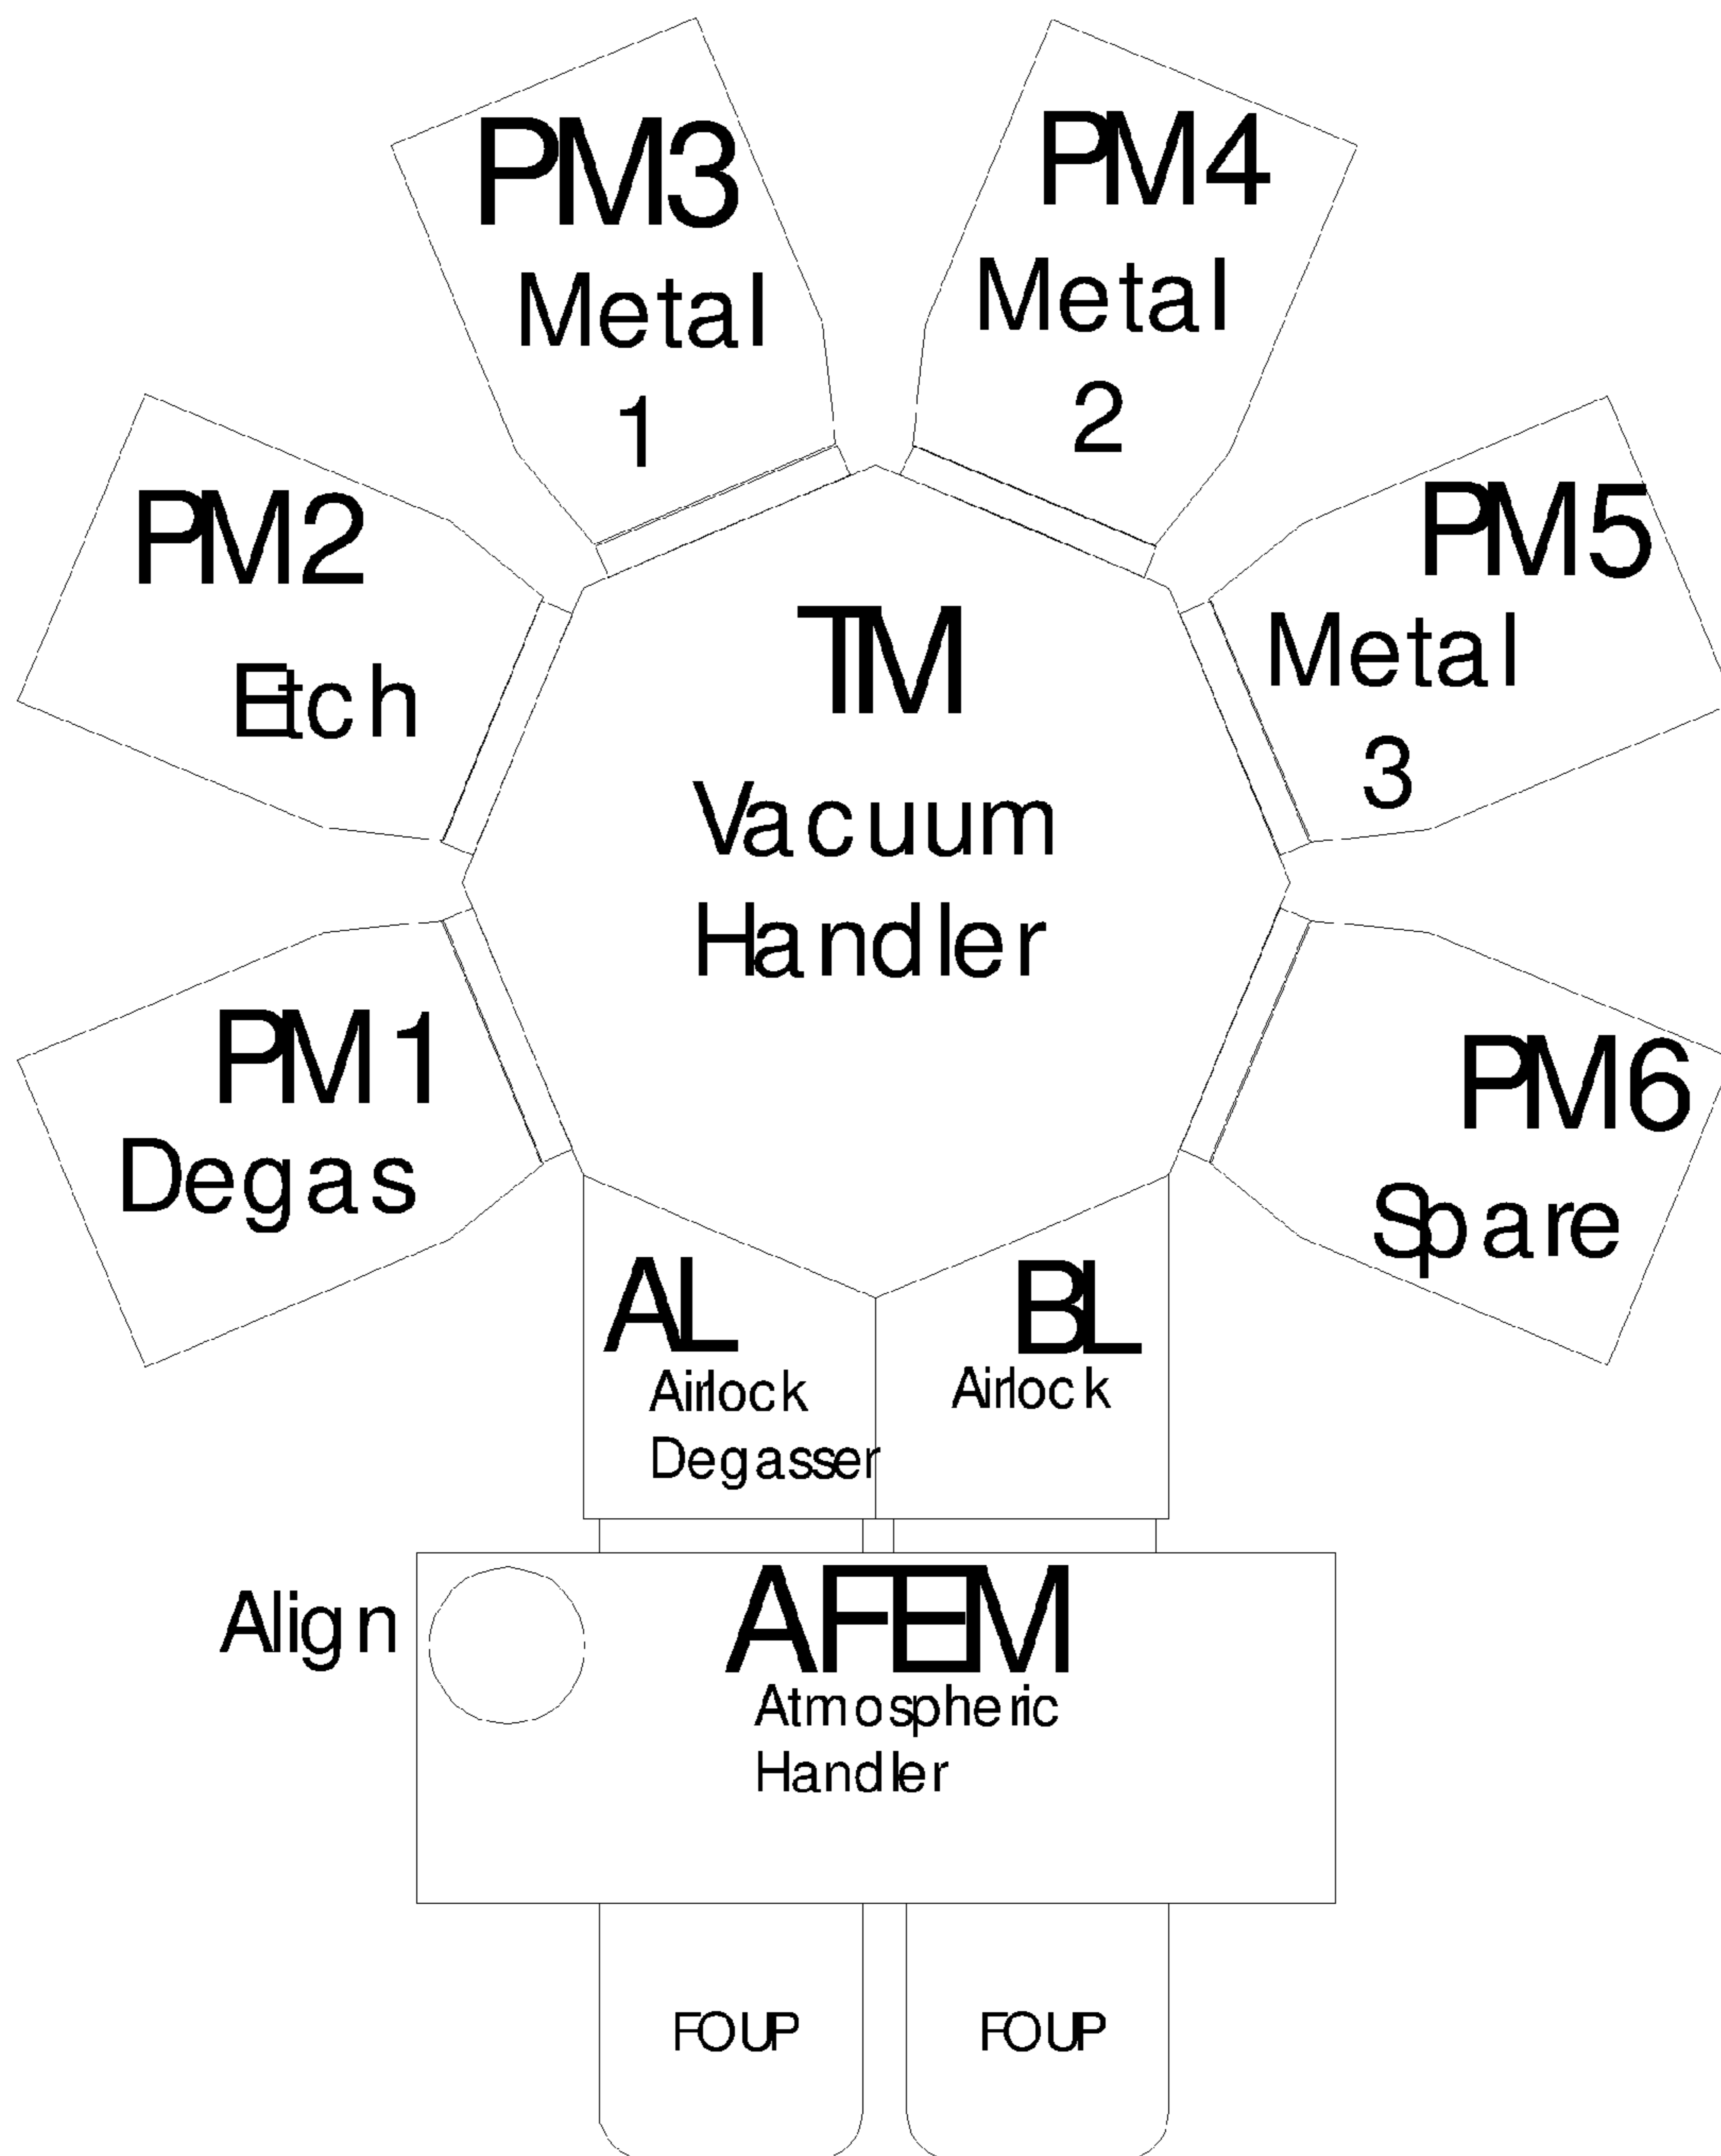 PM3
Metal
1
PM4
Metal
2
PM2
Etch
PM5
Metal
3
TM
Vacuum
Handler
PM1
Degas
PM6
Spare
AL
Airlock
Degasser
BL
Airlock
Align
AFEM
Atmospheric
Handler
FOUP
FOUP